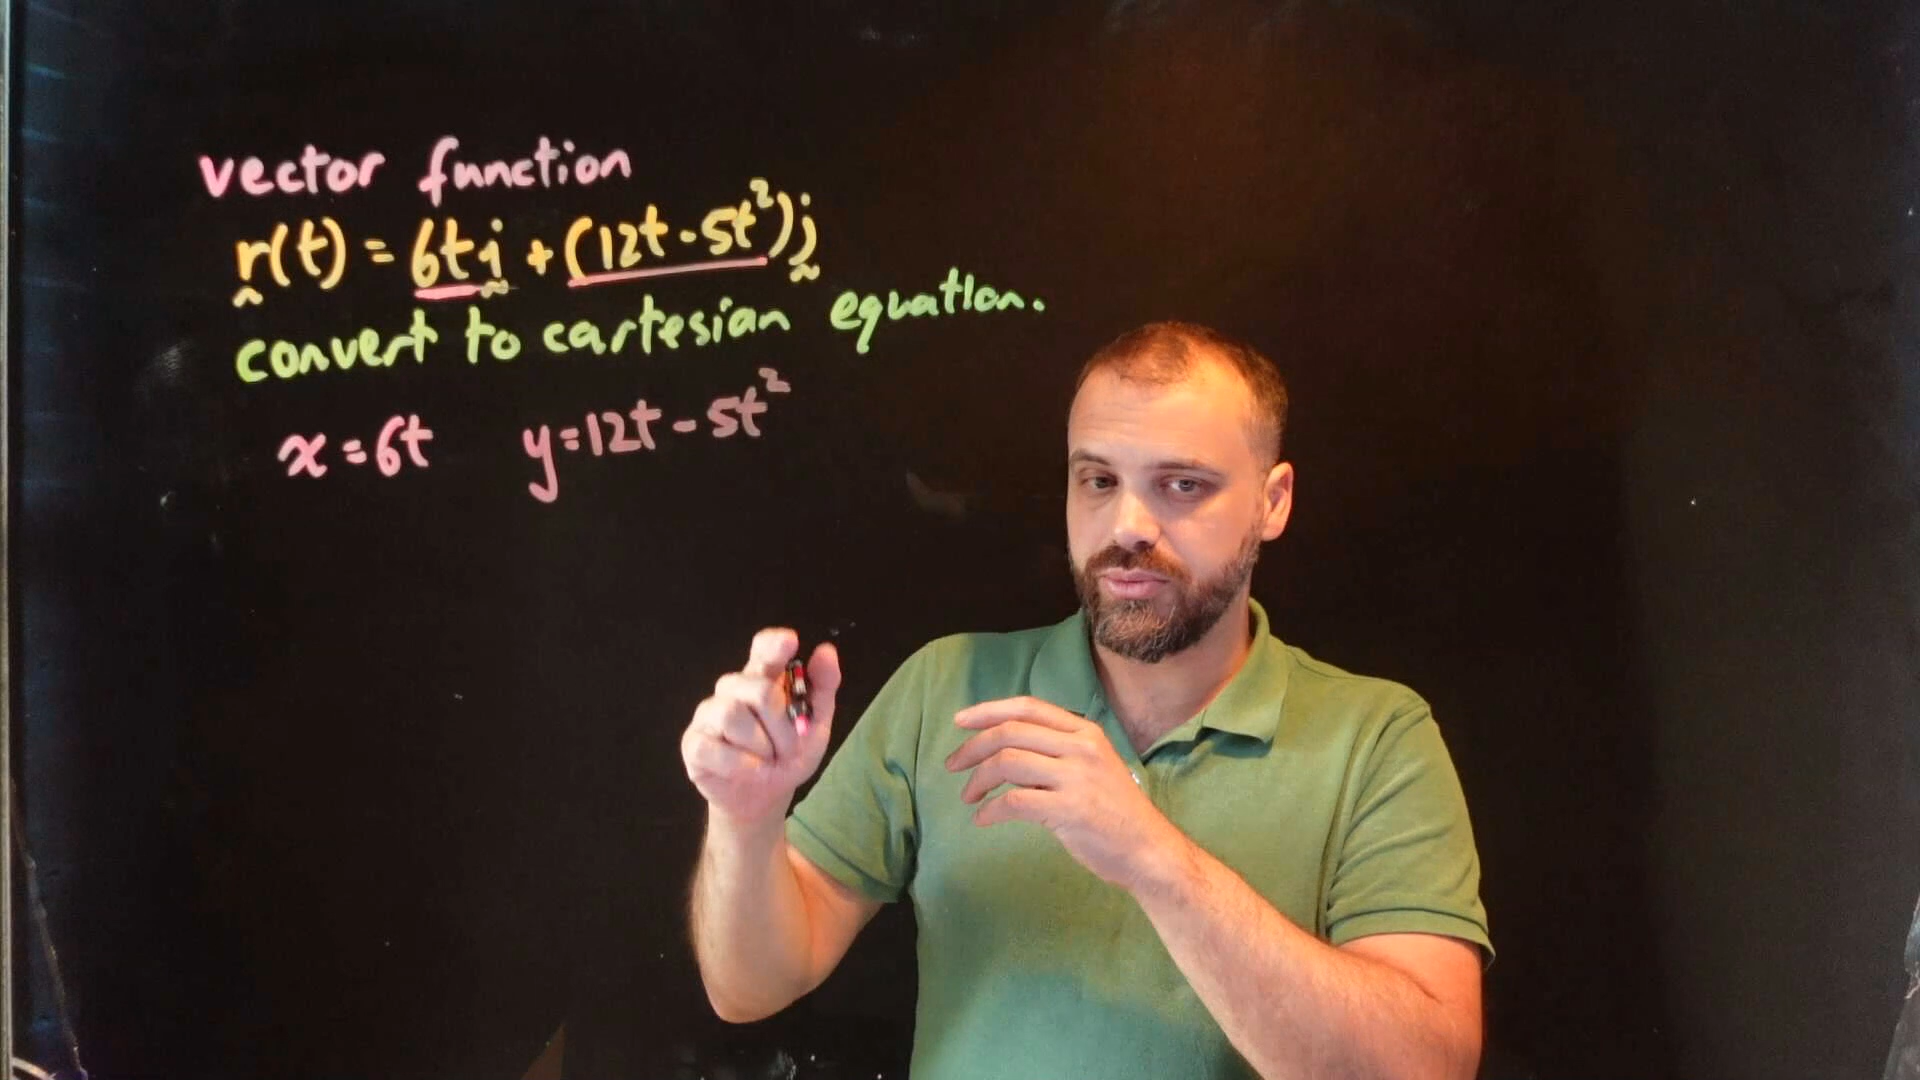 vector function
r(t) = 6ti + (12t - 5t²)j
convert to cartesian equation.
x = 6t y = 12t - 5t²